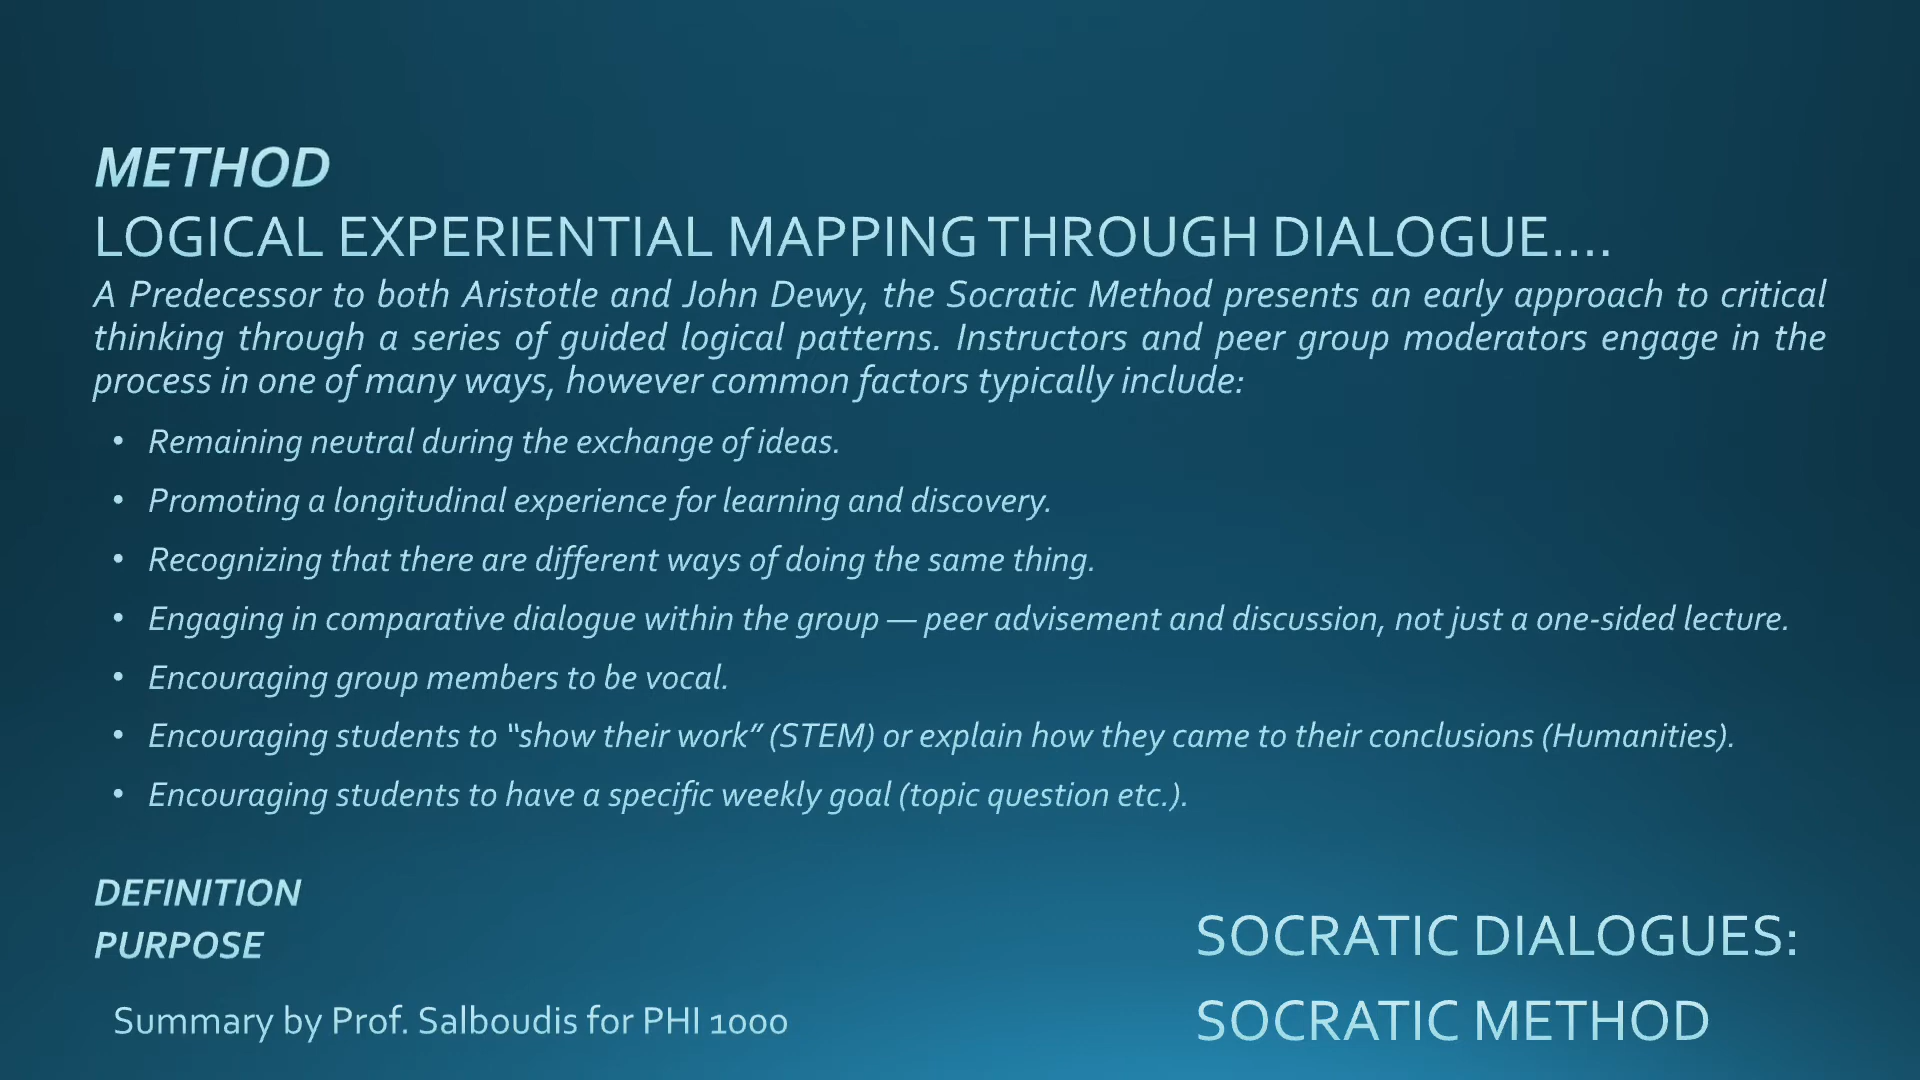 METHOD
LOGICAL EXPERIENTIAL MAPPING THROUGH DIALOGUE....
A Predecessor to both Aristotle and John Dewy, the Socratic Method presents an early approach to critical
thinking through a series of guided logical patterns. Instructors and peer group moderators engage in the
process in one of many ways, however common factors typically include:
• Remaining neutral during the exchange of ideas.
• Promoting a longitudinal experience for learning and discovery.
• Recognizing that there are different ways of doing the same thing.
• Engaging in comparative dialogue within the group — peer advisement and discussion, not just a one-sided lecture.
• Encouraging group members to be vocal.
• Encouraging students to “show their work” (STEM) or explain how they came to their conclusions (Humanities).
• Encouraging students to have a specific weekly goal (topic question etc.).
DEFINITION
PURPOSE
Summary by Prof. Salboudis for PHI 1000
SOCRATIC DIALOGUES:
SOCRATIC METHOD